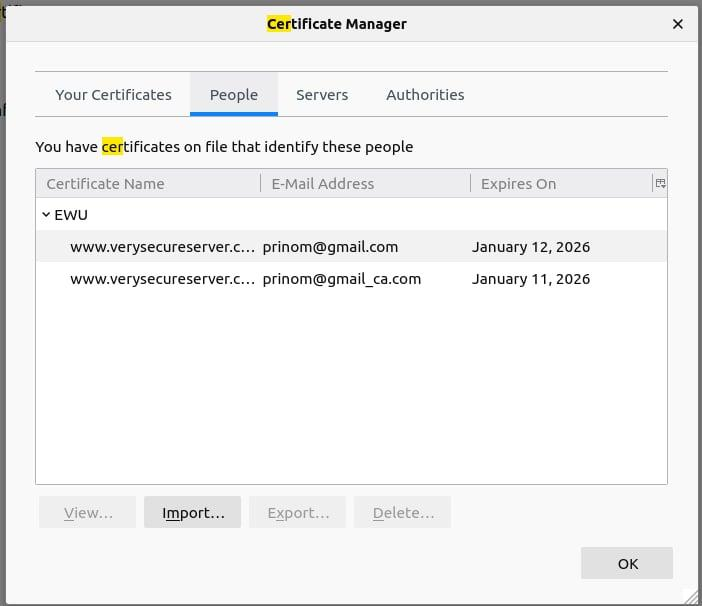 Certificate Manager
Your Certificates People Servers Authorities
You have certificates on file that identify these people
Certificate Name E-Mail Address Expires On
EWU
www.verysecureserver.c… prinom@gmail.com January 12, 2026
www.verysecureserver.c… prinom@gmail_ca.com January 11, 2026
View… Import… Export… Delete…
OK